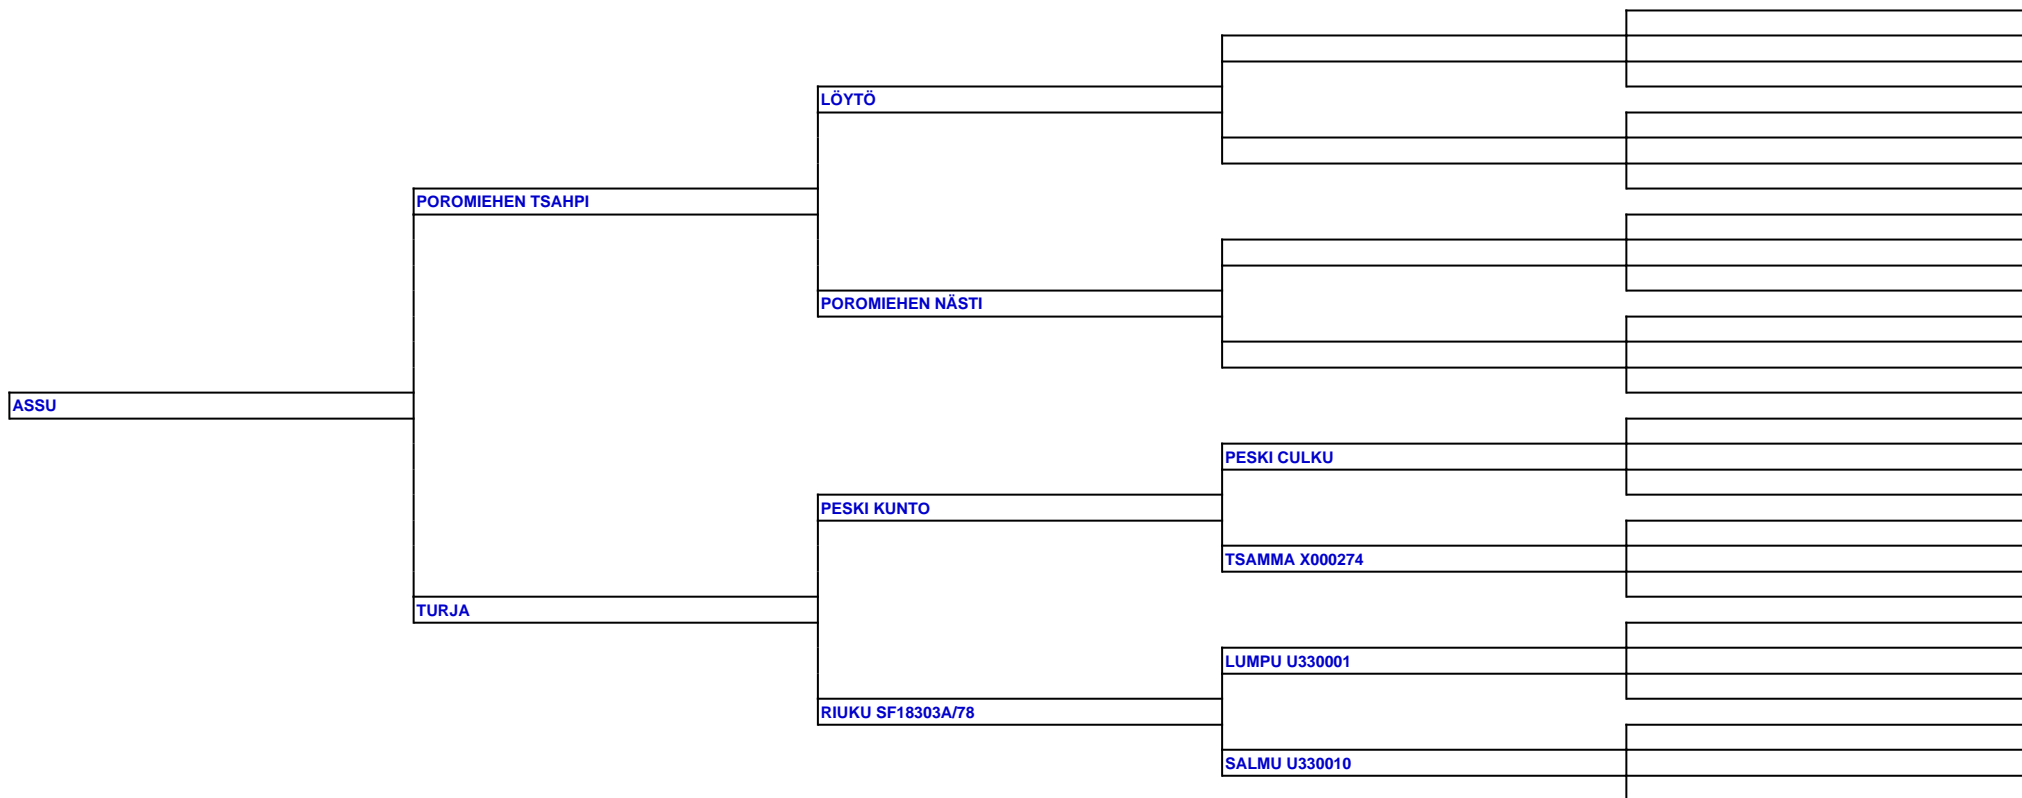 LÖYTÖ
POROMIEHEN TSAHPI
POROMIEHEN NÄSTI
ASSU
PESKI CULKU
PESKI KUNTO
TSAMMA X000274
TURJA
LUMPU U330001
RIUKU SF18303A/78
SALMU U330010